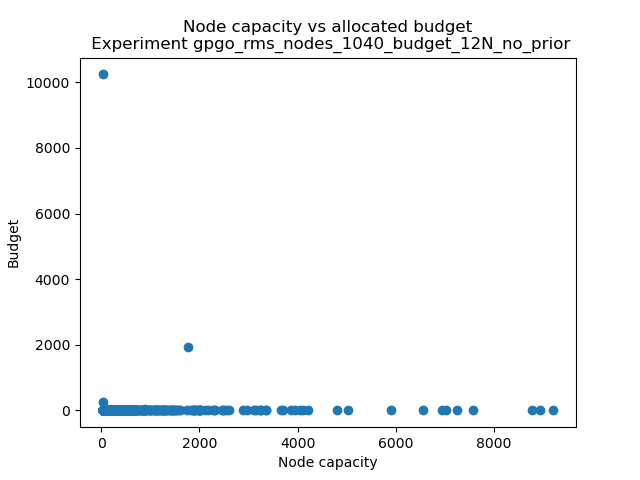 Node capacity vs allocated budget
Experiment gpgo_rms_nodes_1040_budget_12N_no_prior
10000
8000
6000
4000
2000
0
Budget
0 2000 4000 6000 8000
Node capacity